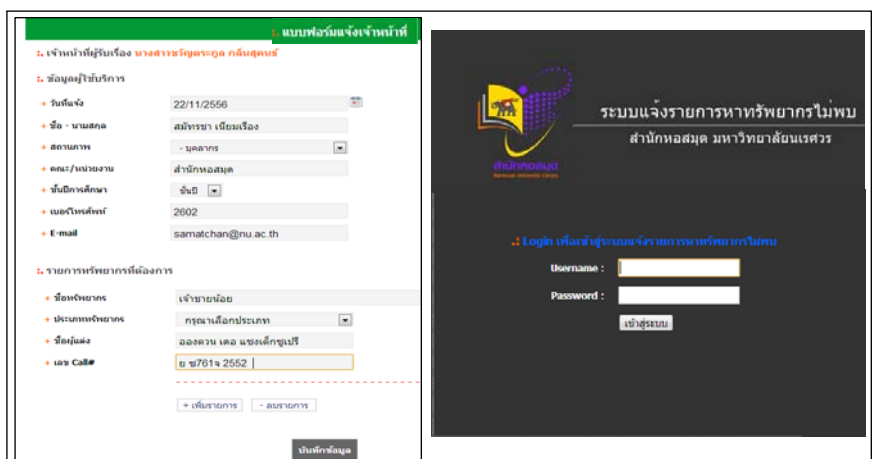 :. แบบฟอร์มแจ้งเจ้าหน้าที่
:. เจ้าหน้าที่ผู้รับเรื่อง นางสาวขวัญตระกูล กลิ่นสุคนธ์
:. ข้อมูลผู้ใช้บริการ
+ วันที่แจ้ง 22/11/2556
+ ชื่อ - นามสกุล สมัทรชา เนียมเรือง
+ สถานภาพ - บุคลากร
+ คณะ/หน่วยงาน สำนักหอสมุด
+ ชั้นปีการศึกษา ชั้นปี
+ เบอร์โทรศัพท์ 2602
+ E-mail samatchan@nu.ac.th
:. รายการทรัพยากรที่ต้องการ
+ ชื่อทรัพยากร เจ้าชายน้อย
+ ประเภททรัพยากร กรุณาเลือกประเภท
+ ชื่อผู้แต่ง อองตวน เดอ แซงเต็กซูเปรี
+ เลข Call# ย ซ761จ 2552
+ เพิ่มรายการ - ลบรายการ
บันทึกข้อมูล
ระบบแจ้งรายการหาทรัพยากรไม่พบ
สำนักหอสมุด มหาวิทยาลัยนเรศวร
สำนักหอสมุด
Naresuan University Library
.: Login เพื่อเข้าสู่ระบบแจ้งรายการหาทรัพยากรไม่พบ
Username :
Password :
เข้าสู่ระบบ